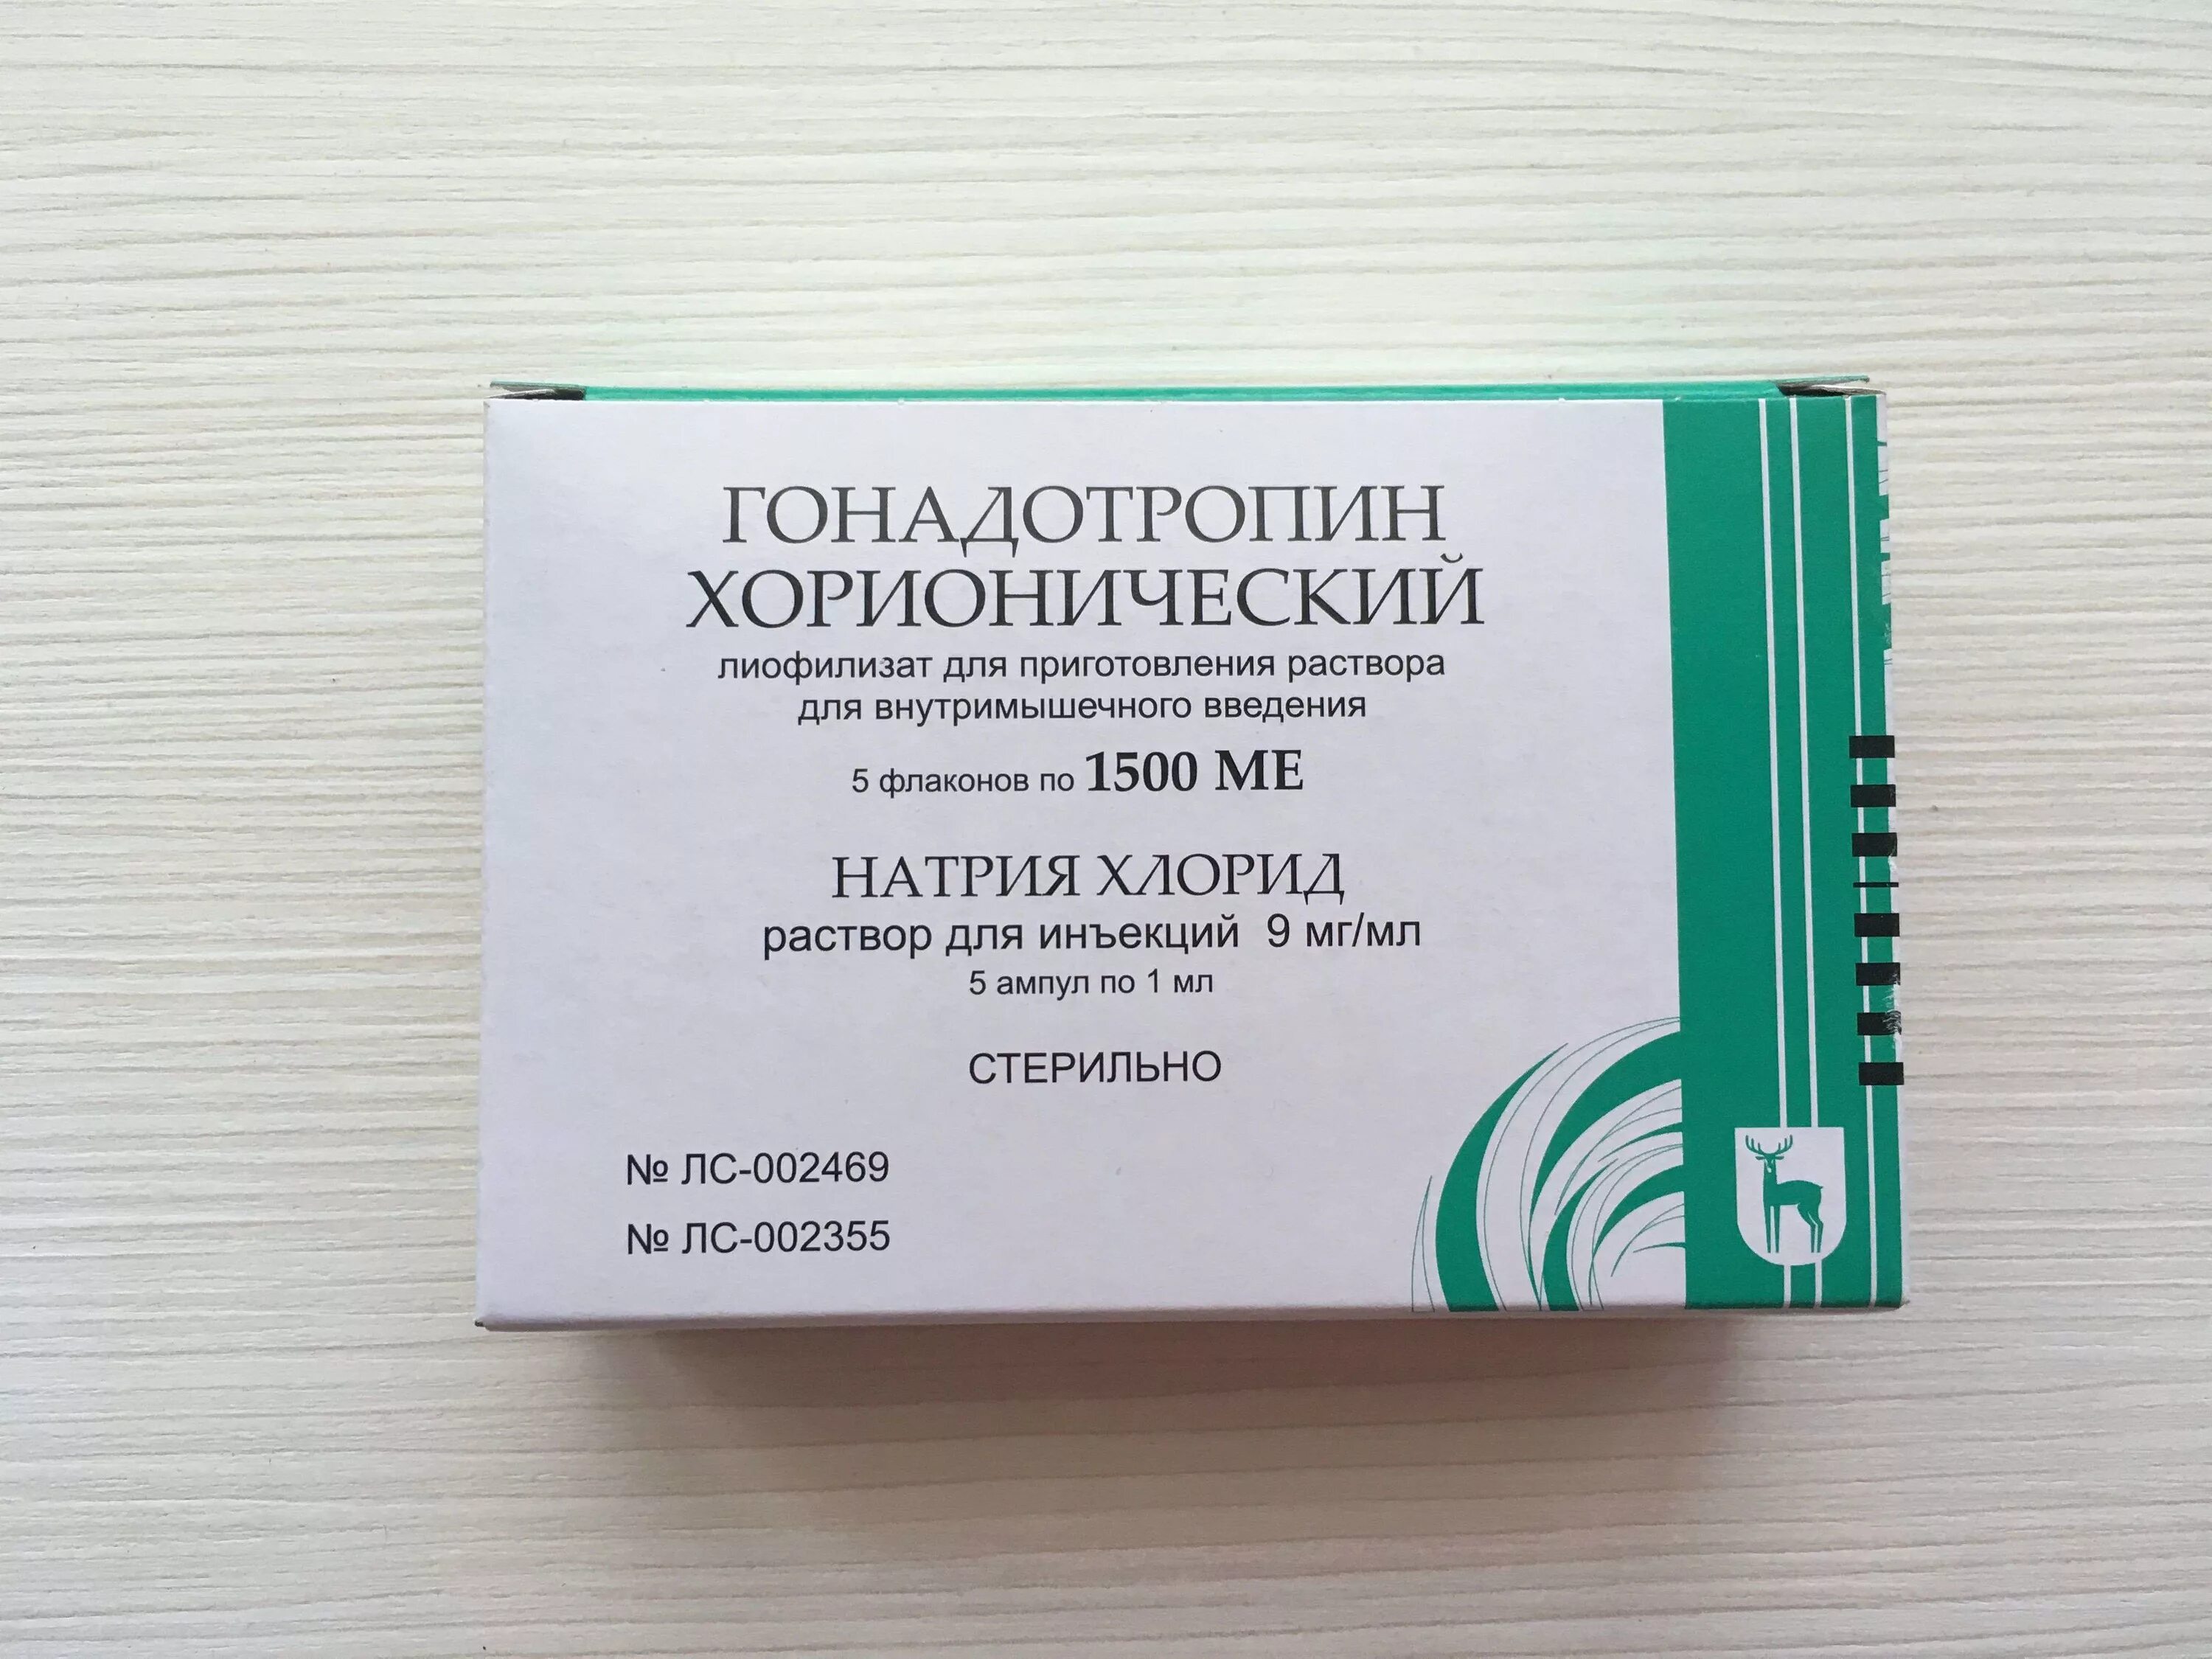 ГОНАДОТРОПИН
ХОРИОНИЧЕСКИЙ
лиофилизат для приготовления раствора
для внутримышечного введения
5 флаконов по 1500 МЕ
НАТРИЯ ХЛОРИД
раствор для инъекций 9 мг/мл
5 ампул по 1 мл
СТЕРИЛЬНО
№ ЛС-002469
№ ЛС-002355